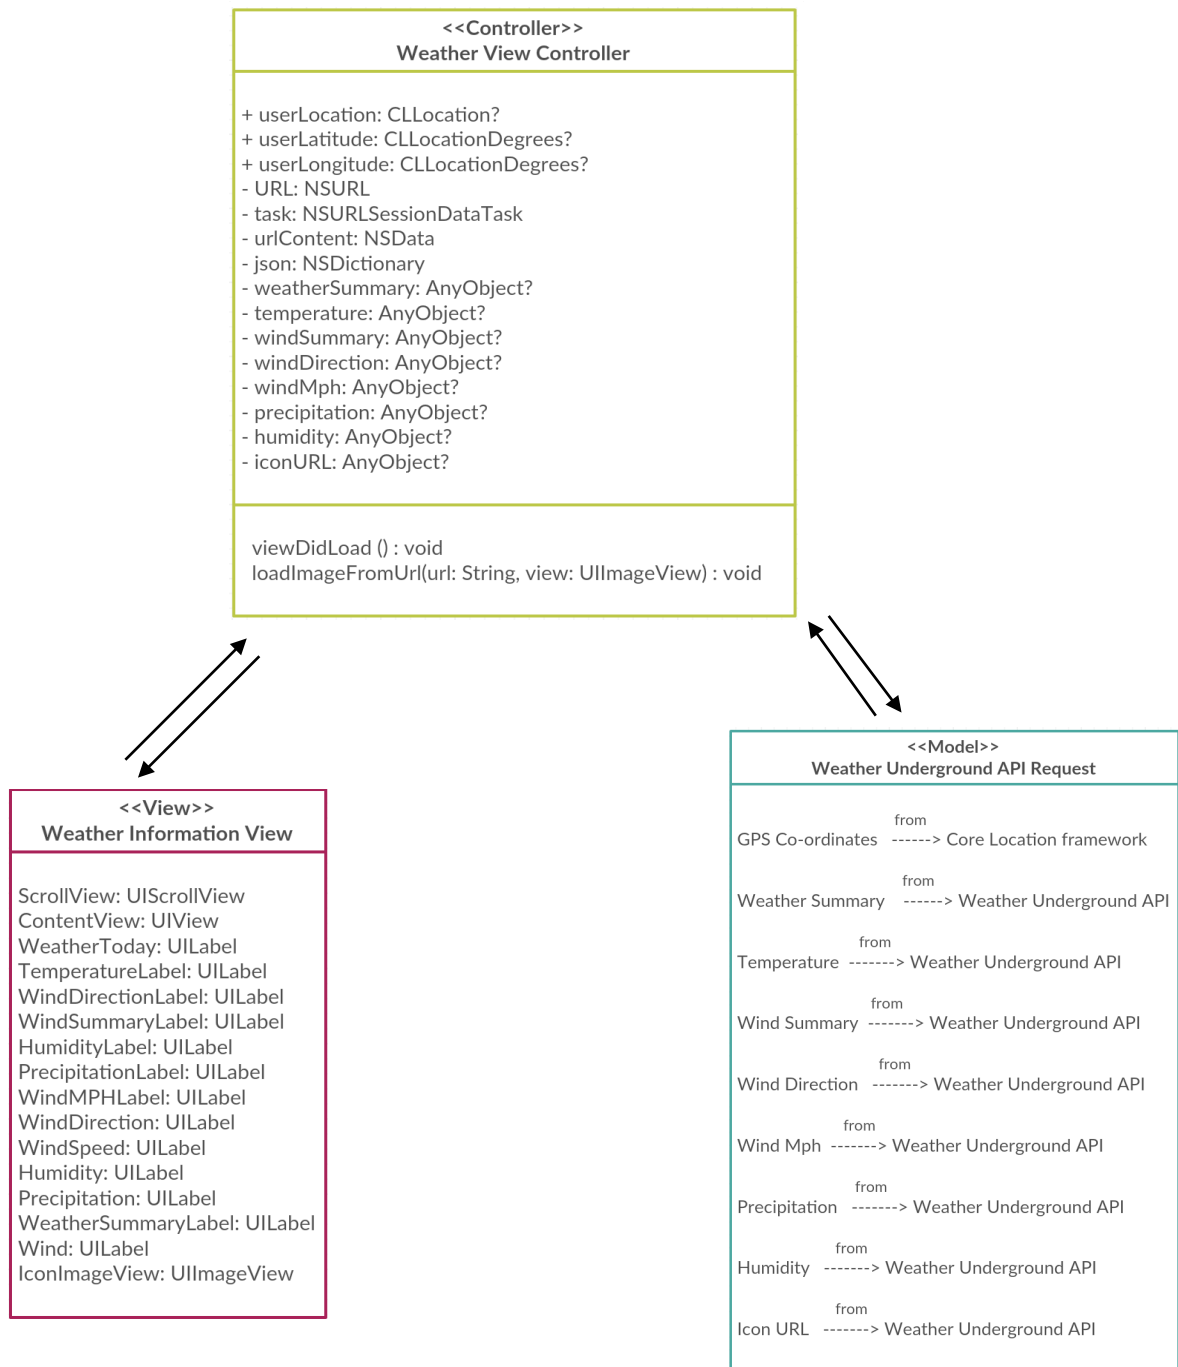 <<Controller>>
Weather View Controller
+ userLocation: CLLocation?
+ userLatitude: CLLocationDegrees?
+ userLongitude: CLLocationDegrees?
- URL: NSURL
- task: NSURLSessionDataTask
- urlContent: NSData
- json: NSDictionary
- weatherSummary: AnyObject?
- temperature: AnyObject?
- windSummary: AnyObject?
- windDirection: AnyObject?
- windMph: AnyObject?
- precipitation: AnyObject?
- humidity: AnyObject?
- iconURL: AnyObject?
viewDidLoad () : void
loadImageFromUrl(url: String, view: UIImageView) : void
<<View>>
Weather Information View
ScrollView: UIScrollView
ContentView: UIView
WeatherToday: UILabel
TemperatureLabel: UILabel
WindDirectionLabel: UILabel
WindSummaryLabel: UILabel
HumidityLabel: UILabel
PrecipitationLabel: UILabel
WindMPHLabel: UILabel
WindDirection: UILabel
WindSpeed: UILabel
Humidity: UILabel
Precipitation: UILabel
WeatherSummaryLabel: UILabel
Wind: UILabel
IconImageView: UIImageView
<<Model>>
Weather Underground API Request
from
GPS Co-ordinates ------> Core Location framework
from
Weather Summary ------> Weather Underground API
from
Temperature -------> Weather Underground API
from
Wind Summary -------> Weather Underground API
from
Wind Direction -------> Weather Underground API
from
Wind Mph -------> Weather Underground API
from
Precipitation -------> Weather Underground API
from
Humidity -------> Weather Underground API
from
Icon URL -------> Weather Underground API